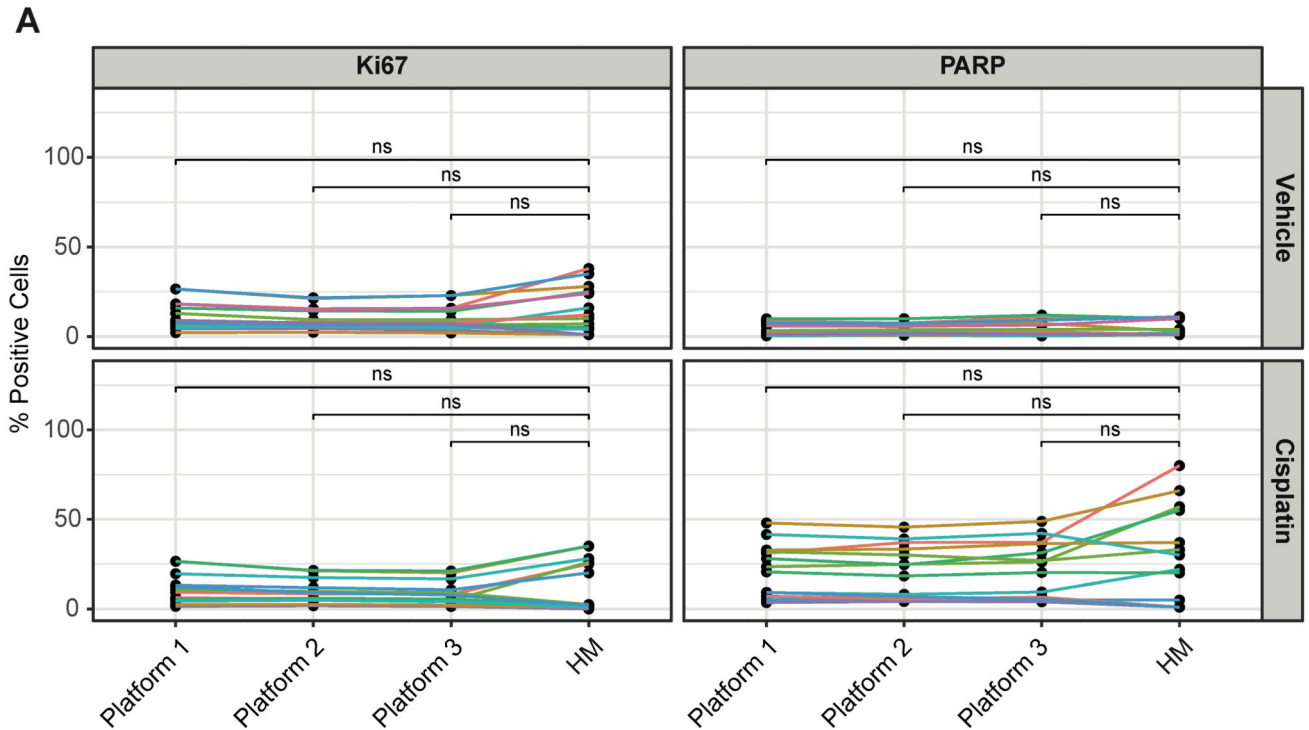 A
Ki67
PARP
% Positive Cells
100
50
0
ns
ns
ns
ns
ns
ns
Vehicle
100
50
0
ns
ns
ns
ns
ns
ns
Cisplatin
Platform 1
Platform 2
Platform 3
HM
Platform 1
Platform 2
Platform 3
HM